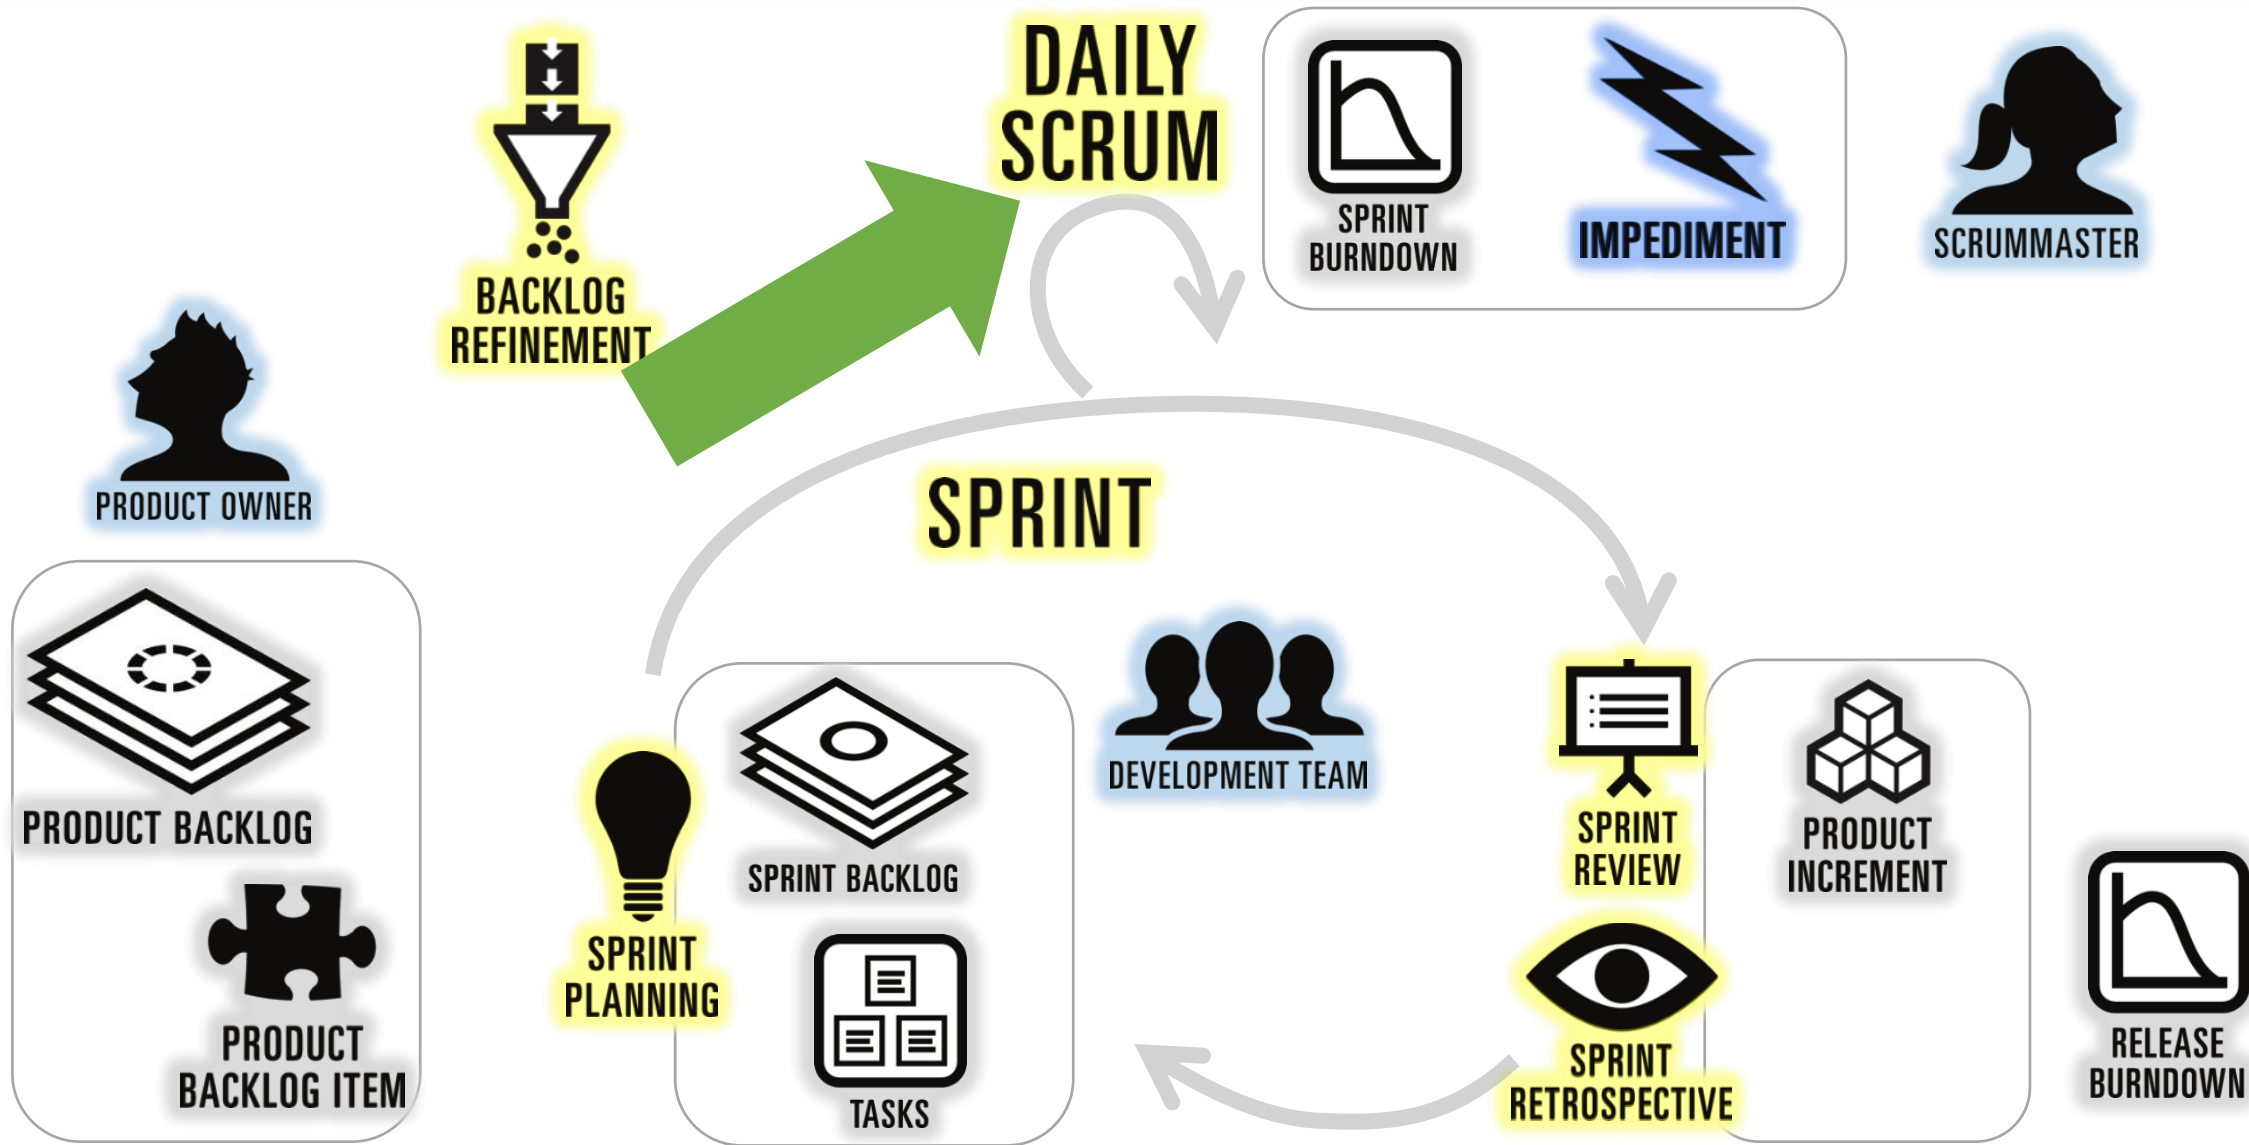 DAILY
SCRUM
SPRINT
BURNDOWN
IMPEDIMENT
SCRUMMASTER
BACKLOG
REFINEMENT
PRODUCT OWNER
SPRINT
PRODUCT BACKLOG
PRODUCT
BACKLOG ITEM
SPRINT
PLANNING
SPRINT BACKLOG
TASKS
DEVELOPMENT TEAM
SPRINT
REVIEW
SPRINT
RETROSPECTIVE
PRODUCT
INCREMENT
RELEASE
BURNDOWN